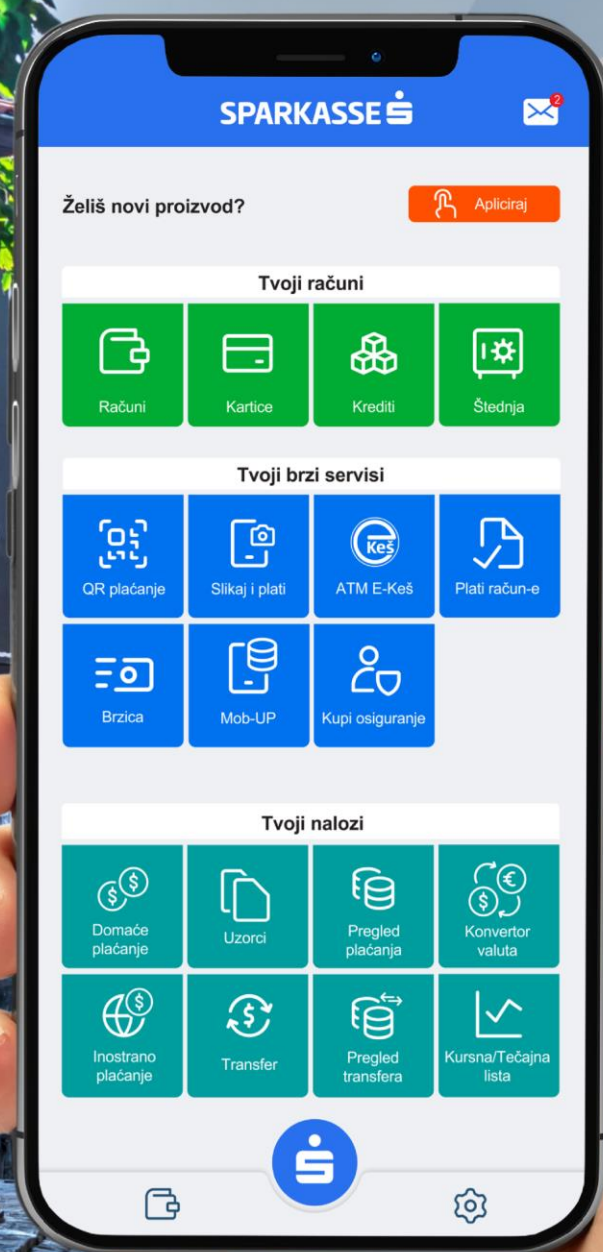 SPARKASSE
2
Želiš novi proizvod?
Apliciraj
Tvoji računi
Računi
Kartice
Krediti
Štednja
Tvoji brzi servisi
QR plaćanje
Slikaj i plati
Keš
ATM E-Keš
Plati račun-e
Brzica
Mob-UP
Kupi osiguranje
Tvoji nalozi
Domaće
plaćanje
Uzorci
Pregled
plaćanja
Konvertor
valuta
Inostrano
plaćanje
Transfer
Pregled
transfera
Kursna/Tečajna
lista